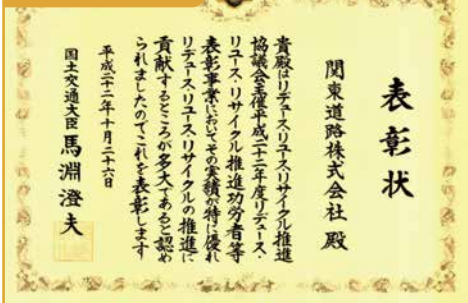 表彰状
関東道路株式会社 殿
貴殿はリデュース・リユース・リサイクル推進
協議会主催平成二十二年度リデュース・
リユース・リサイクル推進功労者等
表彰事業においてその実績が特に優れ
リデュース・リユース・リサイクルの推進に
貢献するところが多大であると認め
られましたのでこれを表彰します
平成二十二年十月二十六日
国土交通大臣 馬淵澄夫